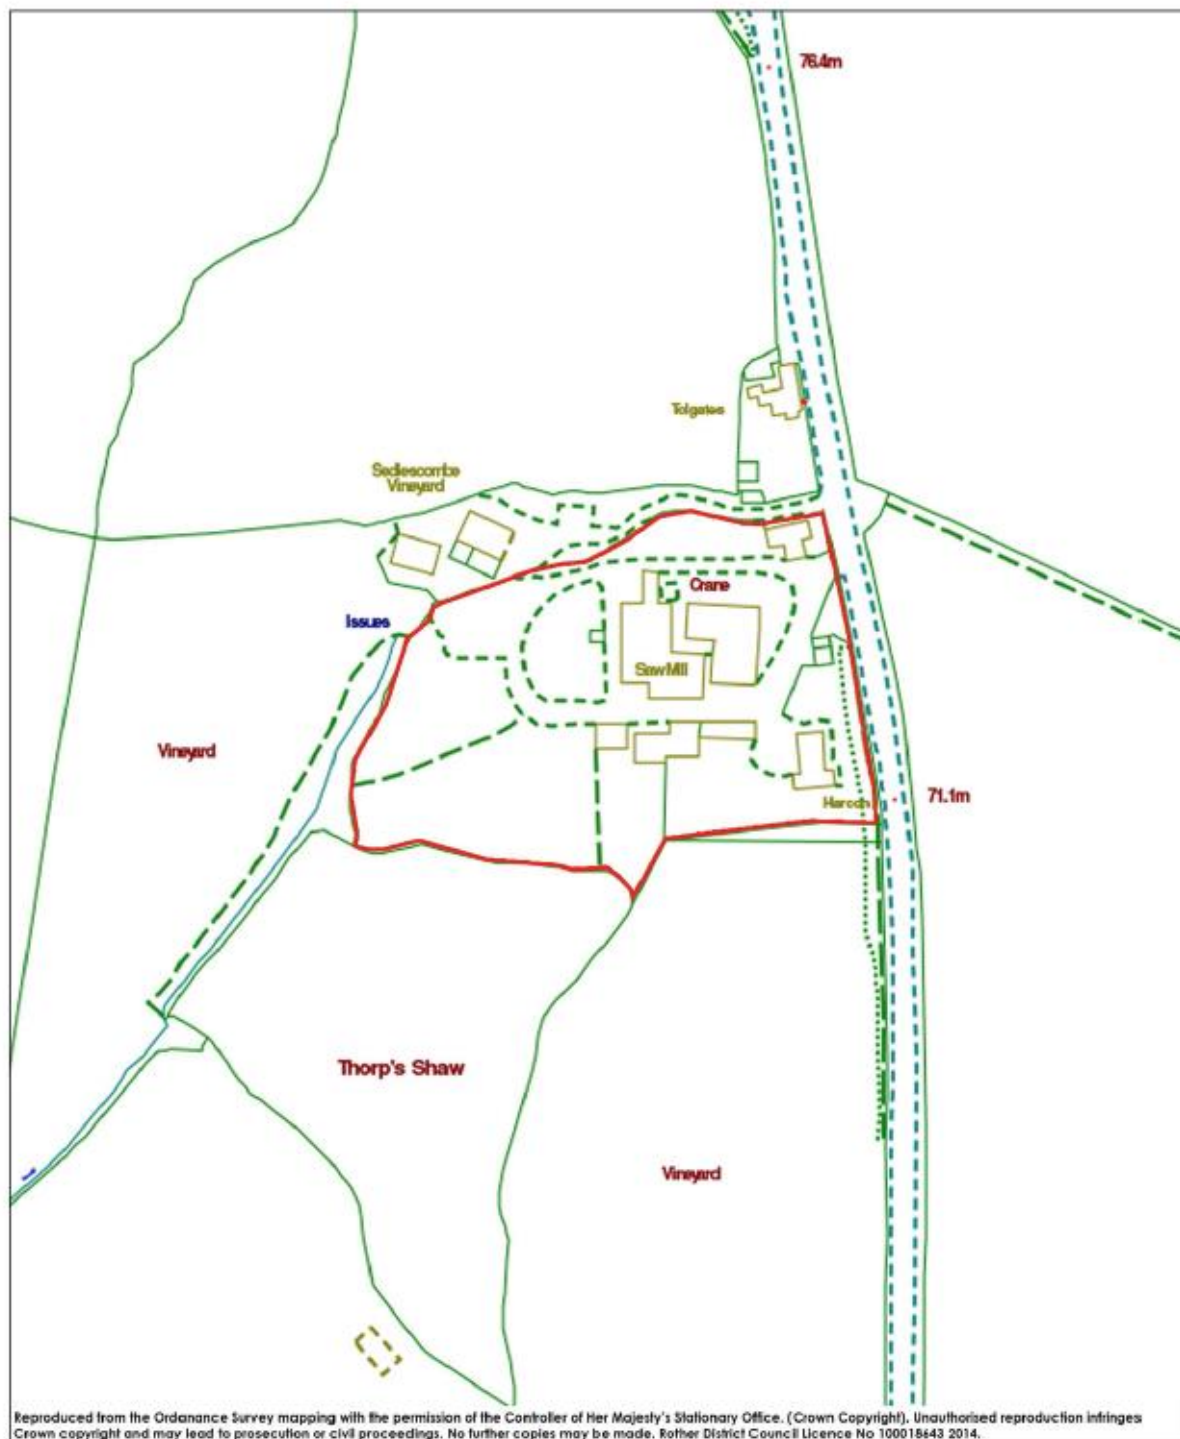 76.4m
Tolgates
Sedlescombe
Vineyard
Crane
Issues
Saw Mill
Vineyard
71.1m
Thorp's Shaw
Vineyard
Reproduced from the Ordanance Survey mapping with the permission of the Controller of Her Majesty's Stationary Office. (Crown Copyright). Unauthorised reproduction infringes
Crown copyright and may lead to prosecution or civil proceedings. No further copies may be made. Rother District Council Licence No 100018643 2014.